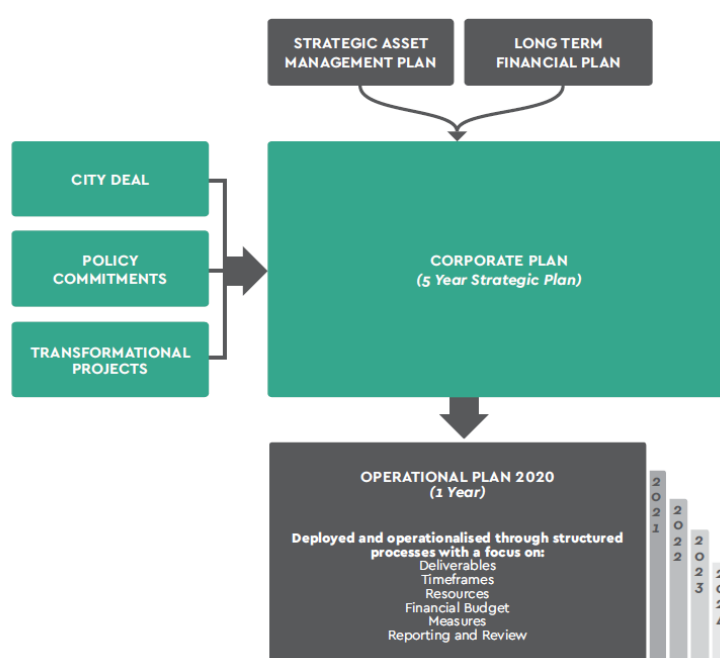 STRATEGIC ASSET
MANAGEMENT PLAN
LONG TERM
FINANCIAL PLAN
CITY DEAL
POLICY
COMMITMENTS
TRANSFORMATIONAL
PROJECTS
CORPORATE PLAN
(5 Year Strategic Plan)
OPERATIONAL PLAN 2020
(1 Year)
Deployed and operationalised through structured
processes with a focus on:
Deliverables
Timeframes
Resources
Financial Budget
Measures
Reporting and Review
2021
2022
2023